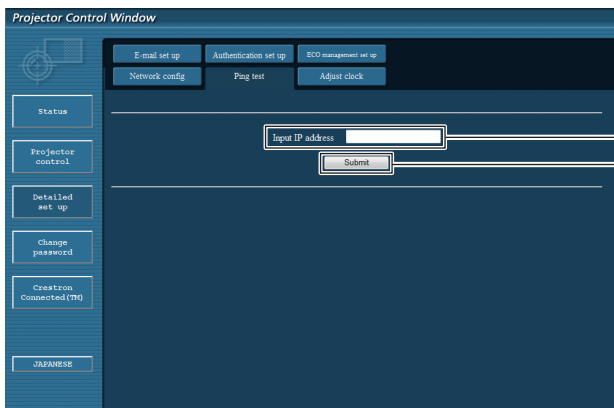 Projector Control Window
E-mail set up
Authentication set up
ECO management set up
Network config
Ping test
Adjust clock
Status
Projector
control
Detailed
set up
Change
password
Crestron
Connected(TM)
JAPANESE
Input IP address
Submit